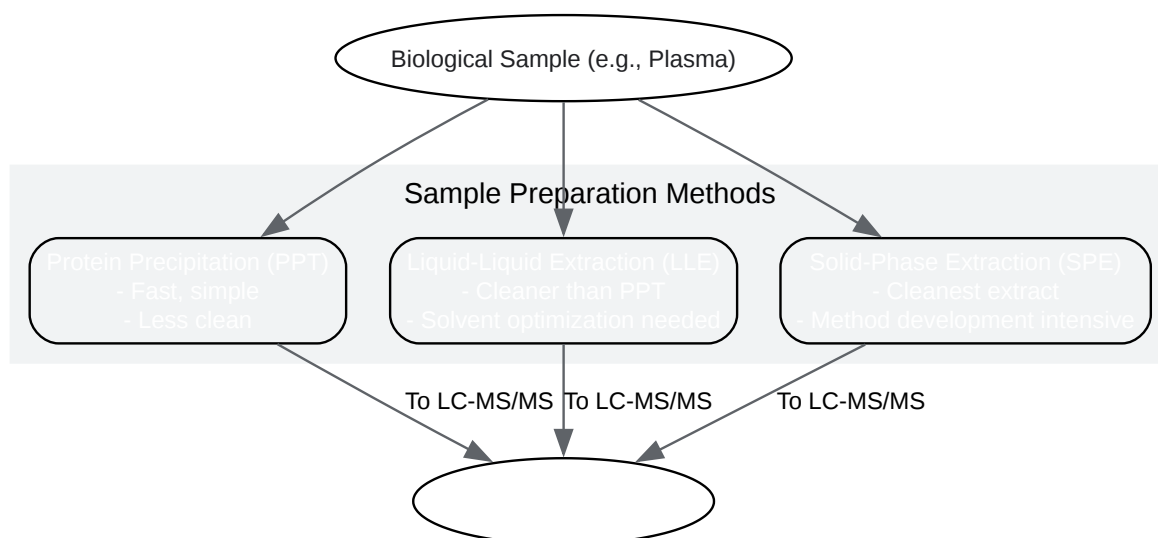 Biological Sample (e.g., Plasma)
Sample Preparation Methods
Protein Precipitation (PPT)
- Fast, simple
- Less clean
Liquid-Liquid Extraction (LLE)
- Cleaner than PPT
- Solvent optimization needed
Solid-Phase Extraction (SPE)
- Cleanest extract
- Method development intensive
To LC-MS/MS
To LC-MS/MS
To LC-MS/MS